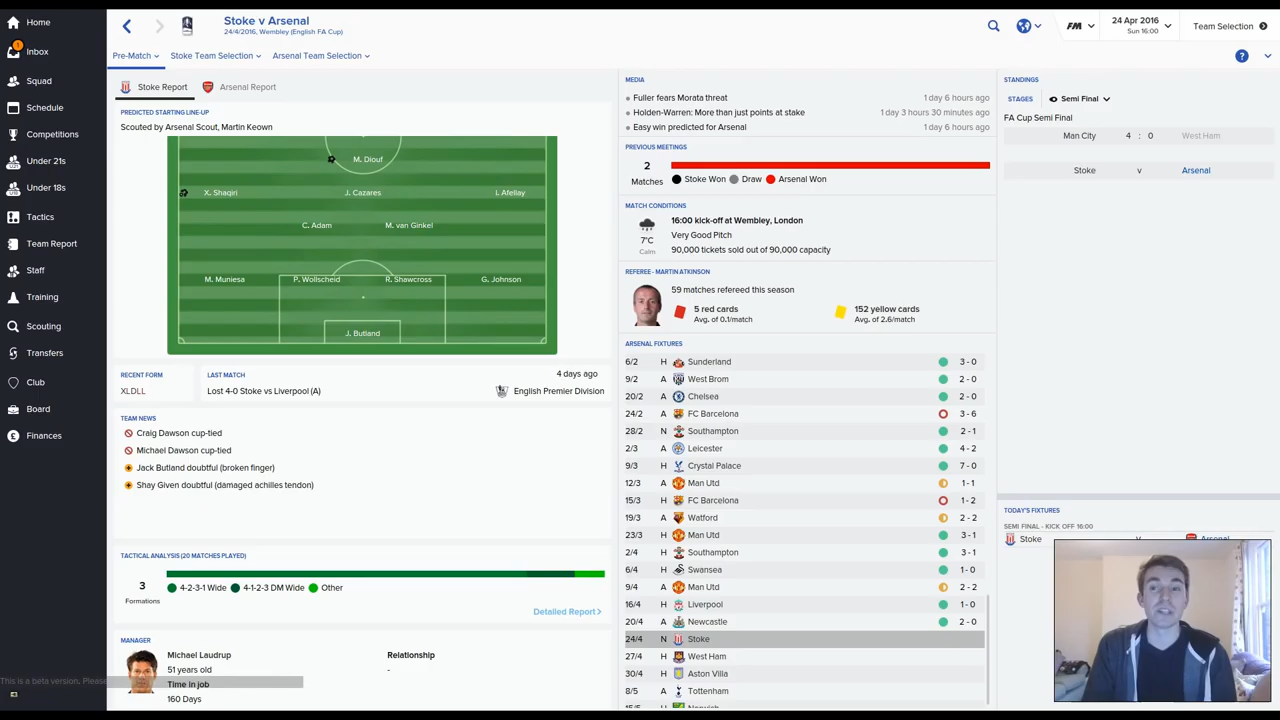 Home
Inbox
Squad
Schedule
Competitions
Under 21s
Under 18s
Tactics
Team Report
Staff
Training
Scouting
Transfers
Club
Board
Finances
Stoke v Arsenal
24/4/2016, Wembley (English FA Cup)
FM
24 Apr 2016
Sun 16:00
Team Selection
Pre-Match
Stoke Team Selection
Arsenal Team Selection
?
Stoke Report
Arsenal Report
PREDICTED STARTING LINE-UP
Scouted by Arsenal Scout, Martin Keown
M. Diouf
X. Shaqiri
J. Cazares
I. Afellay
C. Adam
M. van Ginkel
M. Muniesa
P. Wollscheid
R. Shawcross
G. Johnson
J. Butland
RECENT FORM
XLDLL
LAST MATCH
4 days ago
Lost 4-0 Stoke vs Liverpool (A)
English Premier Division
TEAM NEWS
Craig Dawson cup-tied
Michael Dawson cup-tied
Jack Butland doubtful (broken finger)
Shay Given doubtful (damaged achilles tendon)
TACTICAL ANALYSIS (20 MATCHES PLAYED)
3
Formations
4-2-3-1 Wide
4-1-2-3 DM Wide
Other
Detailed Report >
MANAGER
Michael Laudrup
51 years old
Time in job
160 Days
Relationship
-
This is a beta version. Please
MEDIA
Fuller fears Morata threat 1 day 6 hours ago
Holden-Warren: More than just points at stake 1 day 3 hours 30 minutes ago
Easy win predicted for Arsenal 1 day 6 hours ago
PREVIOUS MEETINGS
2
Matches
Stoke Won
Draw
Arsenal Won
MATCH CONDITIONS
7°C
Calm
16:00 kick-off at Wembley, London
Very Good Pitch
90,000 tickets sold out of 90,000 capacity
REFEREE - MARTIN ATKINSON
59 matches refereed this season
5 red cards
Avg. of 0.1/match
152 yellow cards
Avg. of 2.6/match
ARSENAL FIXTURES
6/2 H Sunderland 3 - 0
9/2 A West Brom 2 - 0
20/2 A Chelsea 2 - 0
24/2 A FC Barcelona 3 - 6
28/2 N Southampton 2 - 1
2/3 A Leicester 4 - 2
9/3 H Crystal Palace 7 - 0
12/3 A Man Utd 1 - 1
15/3 H FC Barcelona 1 - 2
19/3 A Watford 2 - 2
23/3 H Man Utd 3 - 1
2/4 H Southampton 3 - 1
6/4 H Swansea 1 - 0
9/4 A Man Utd 2 - 2
16/4 H Liverpool 1 - 0
20/4 A Newcastle 2 - 0
24/4 N Stoke
27/4 H West Ham
30/4 H Aston Villa
8/5 A Tottenham
15/5 H Norwich
STANDINGS
STAGES
Semi Final
FA Cup Semi Final
Man City 4 : 0 West Ham
Stoke v Arsenal
TODAY'S FIXTURES
SEMI FINAL - KICK OFF 16:00
Stoke v Arsenal